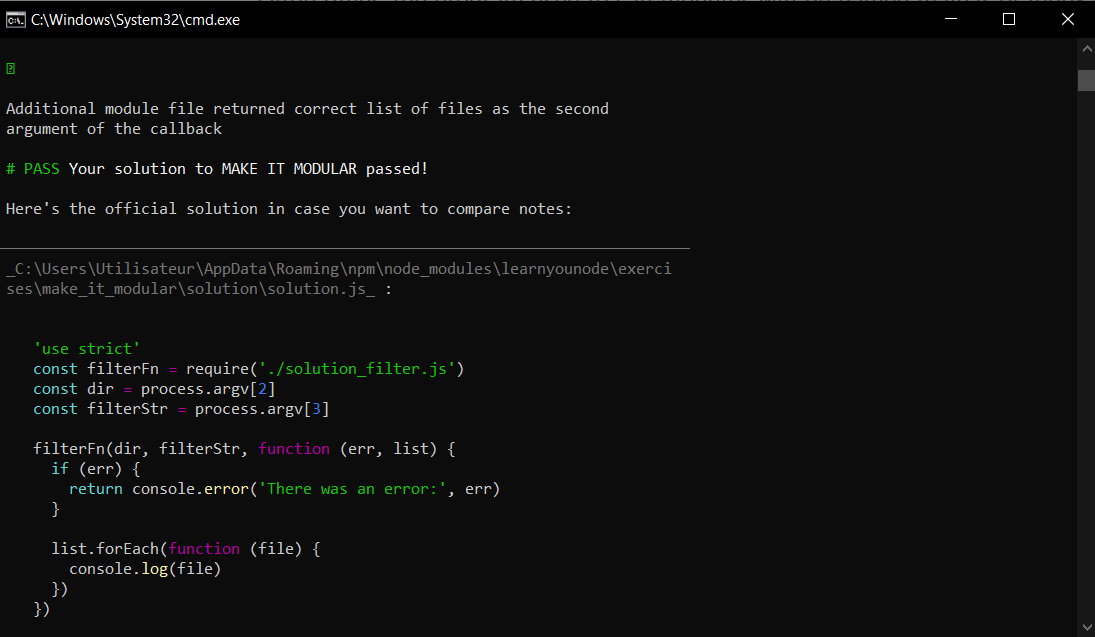 C:\Windows\System32\cmd.exe
Additional module file returned correct list of files as the second
argument of the callback
# PASS Your solution to MAKE IT MODULAR passed!
Here's the official solution in case you want to compare notes:
_C:\Users\Utilisateur\AppData\Roaming\npm\node_modules\learnyounode\exerci
ses\make_it_modular\solution\solution.js_ :
'use strict'
const filterFn = require('./solution_filter.js')
const dir = process.argv[2]
const filterStr = process.argv[3]
filterFn(dir, filterStr, function (err, list) {
if (err) {
return console.error('There was an error:', err)
}
list.forEach(function (file) {
console.log(file)
})
})